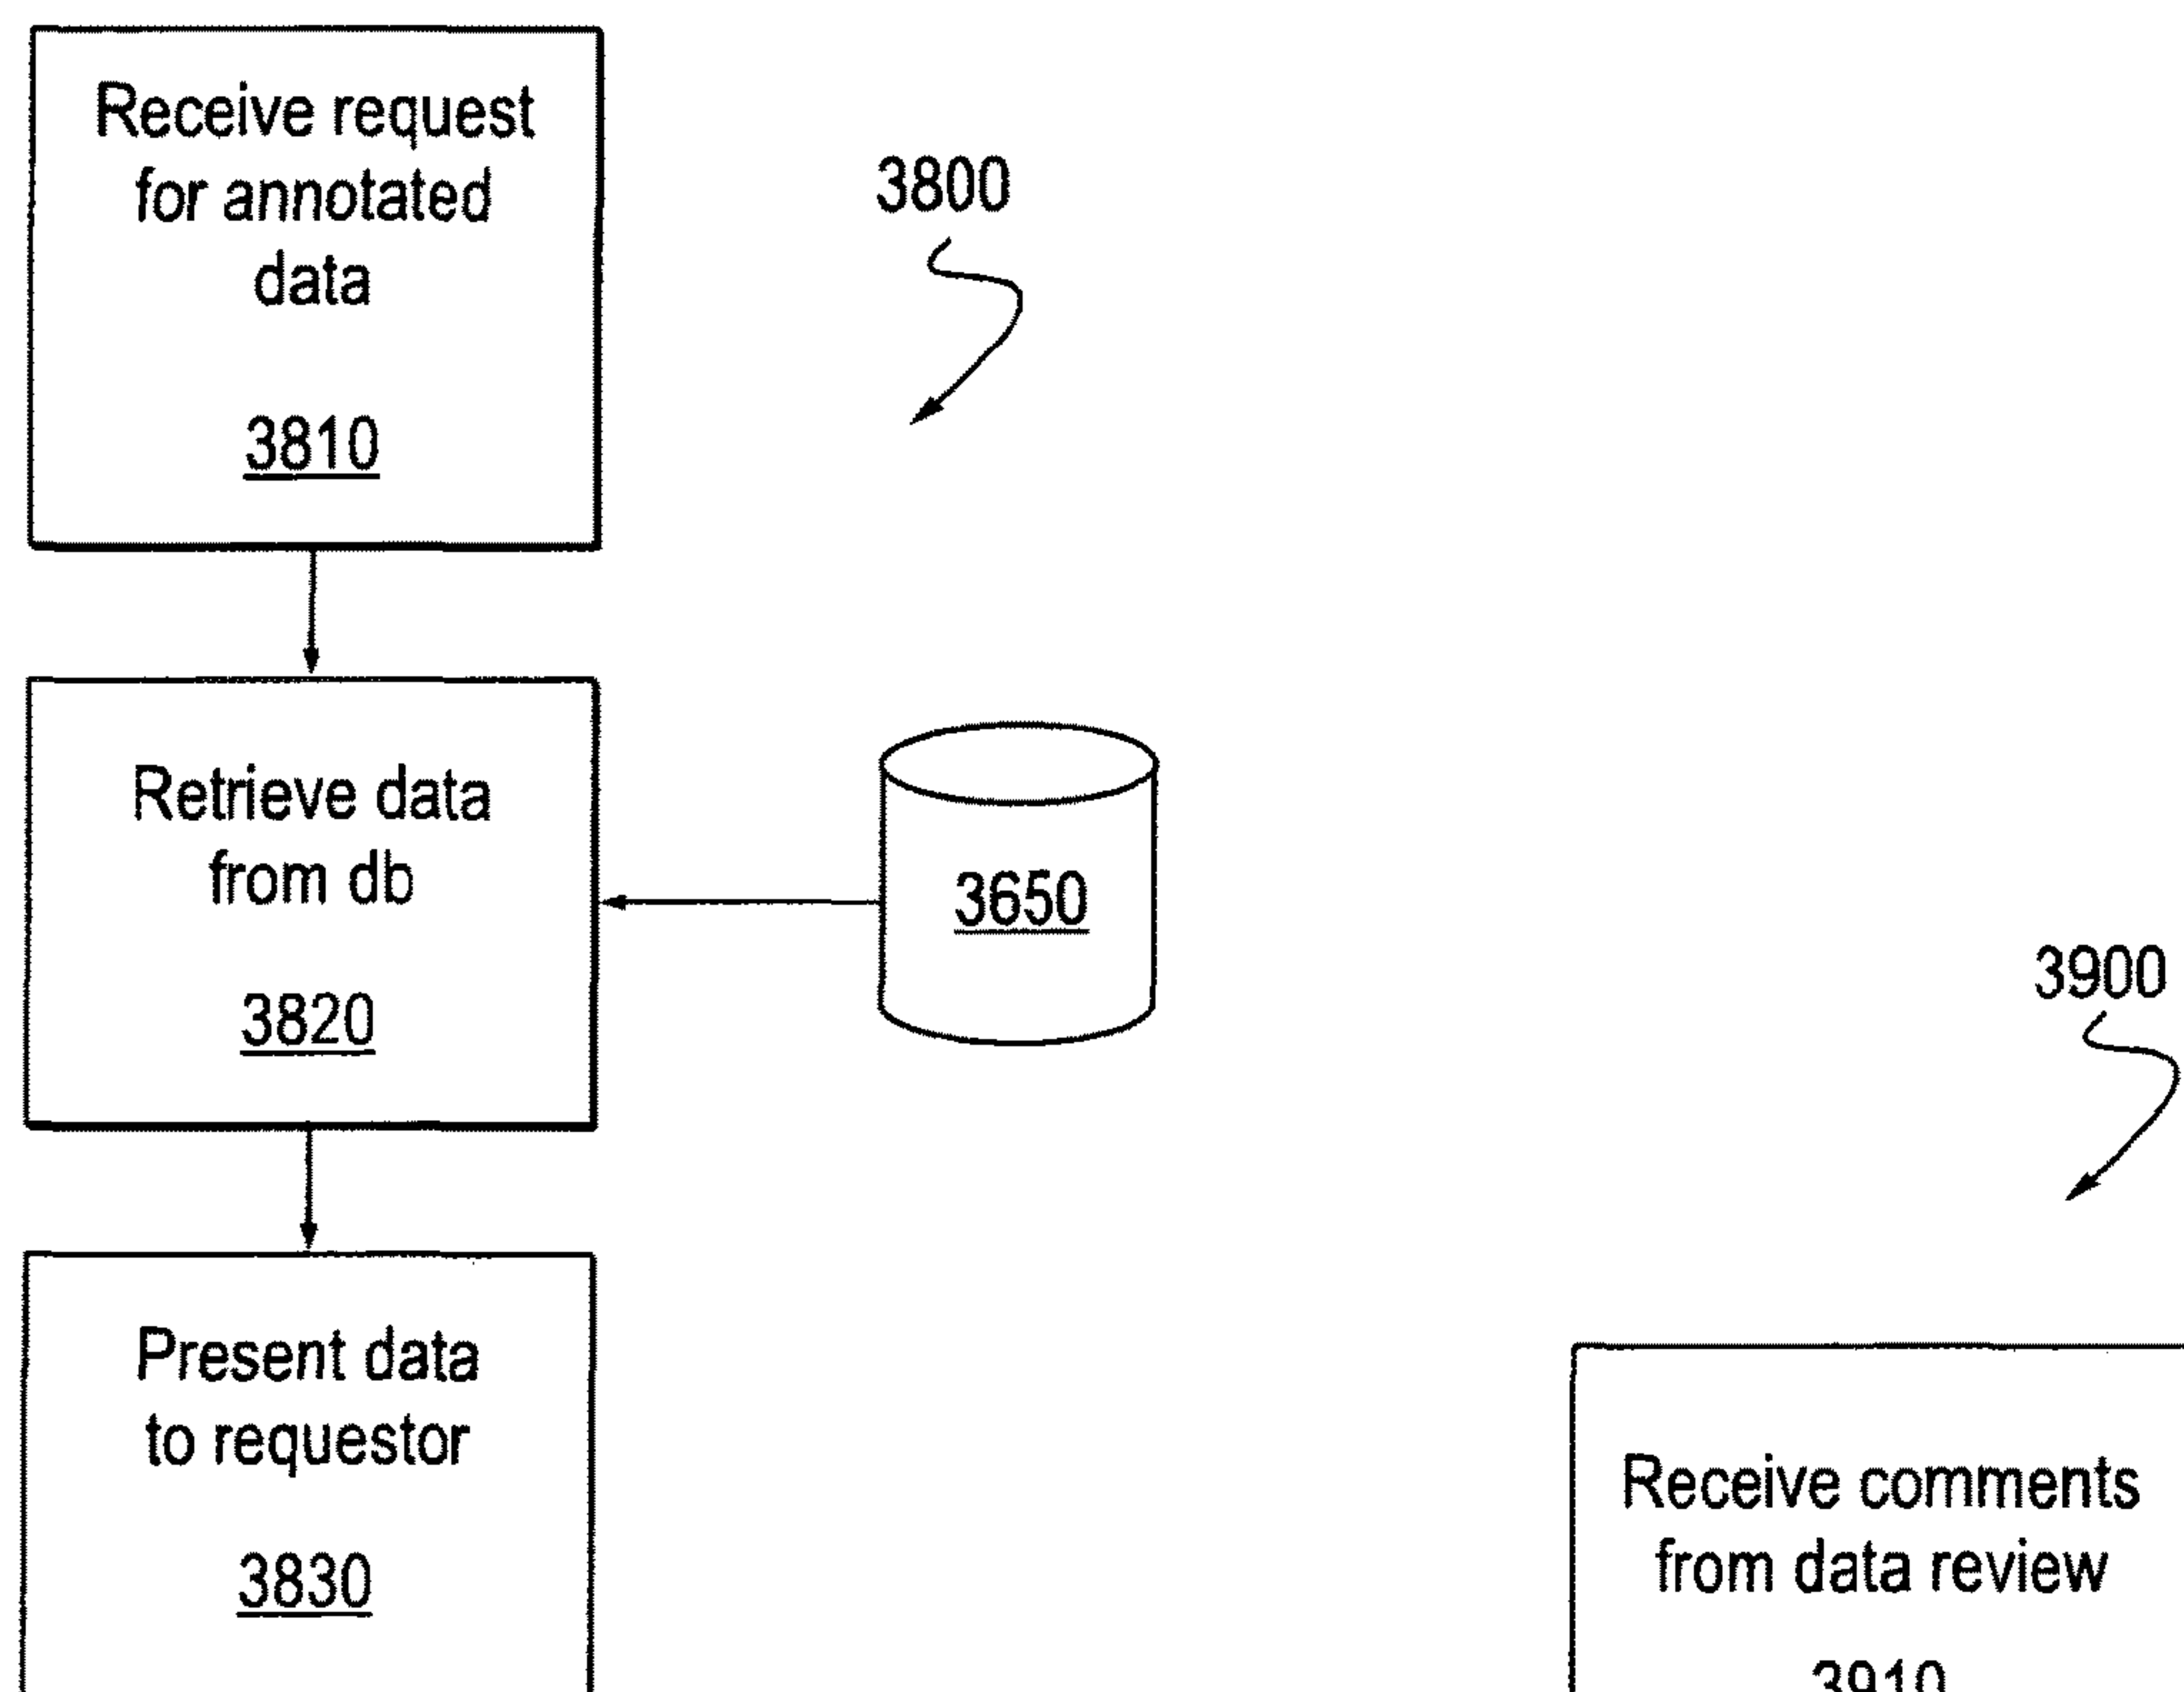 Receive request
for annotated
data
3810
3800
Retrieve data
from db
3820
3650
Present data
to requestor
3830
3900
Receive comments
from data review
3910